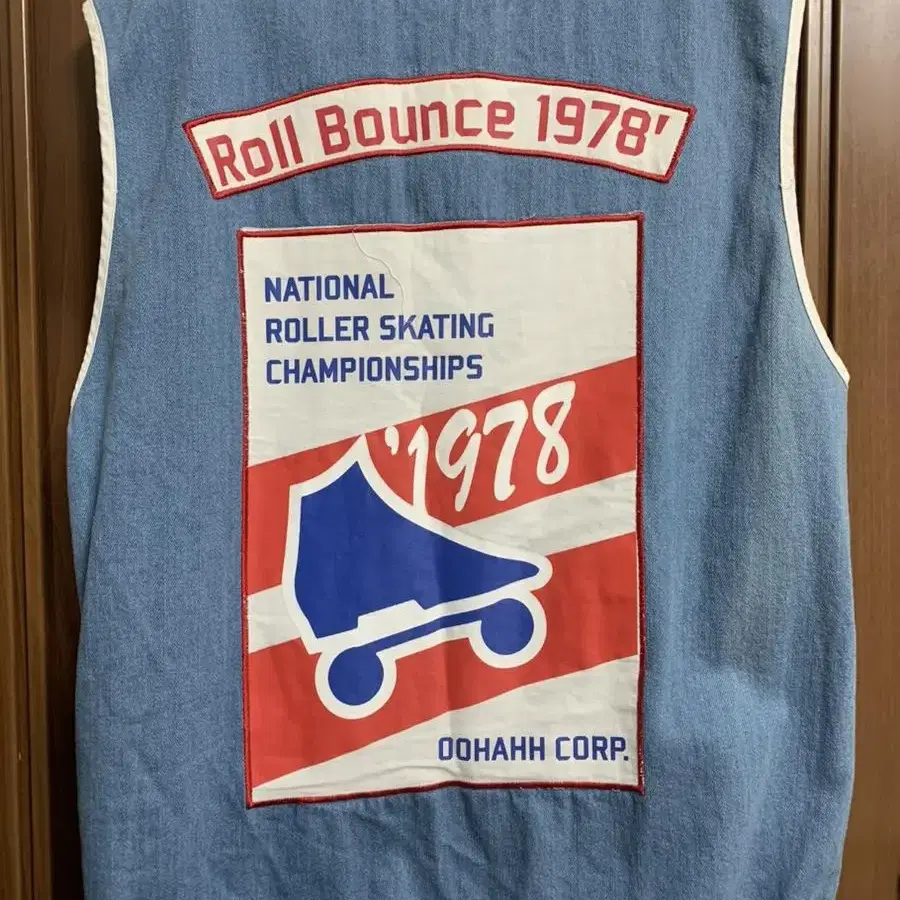 Roll Bounce 1978'
NATIONAL
ROLLER SKATING
CHAMPIONSHIPS
'1978
OOHAHH CORP.